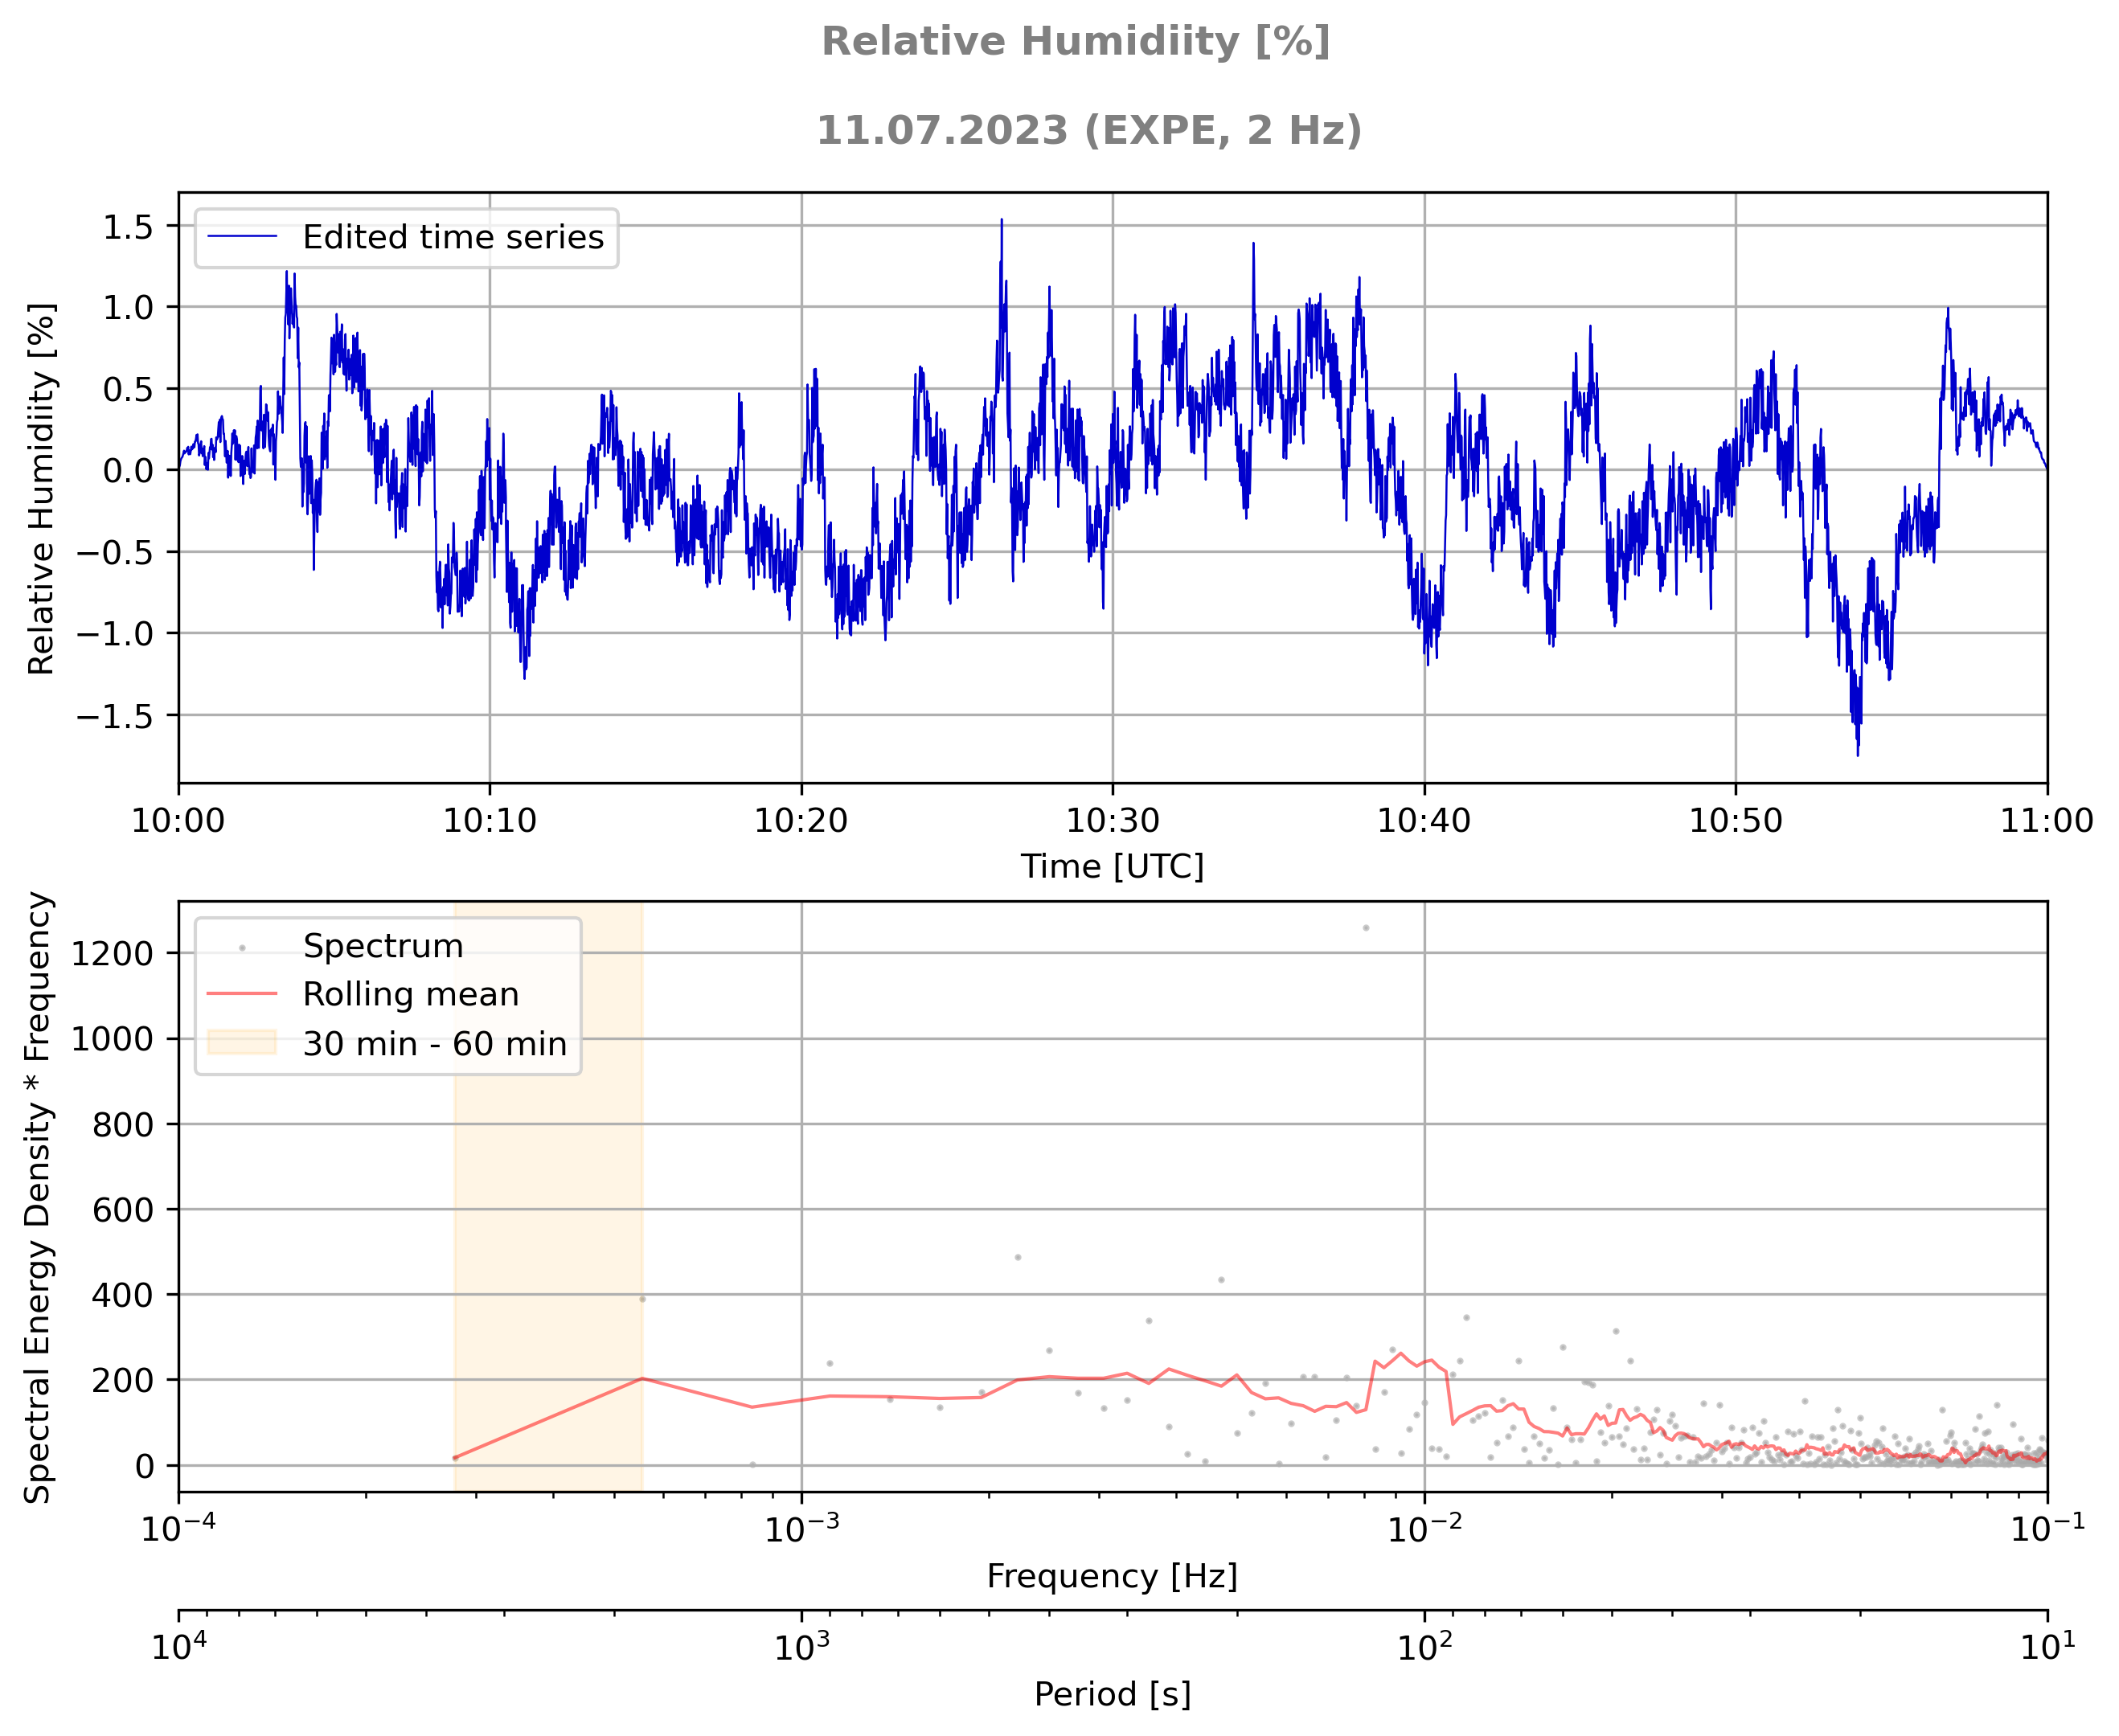 Relative Humidiity [%]
11.07.2023 (EXPE, 2 Hz)
Relative Humidiity [%]
1.5
1.0
0.5
0.0
−0.5
−1.0
−1.5
Edited time series
10:00 10:10 10:20 10:30 10:40 10:50 11:00
Time [UTC]
Spectral Energy Density * Frequency
1200
1000
800
600
400
200
0
Spectrum
Rolling mean
30 min - 60 min
10⁻⁴ 10⁻³ 10⁻² 10⁻¹
Frequency [Hz]
10⁴ 10³ 10² 10¹
Period [s]